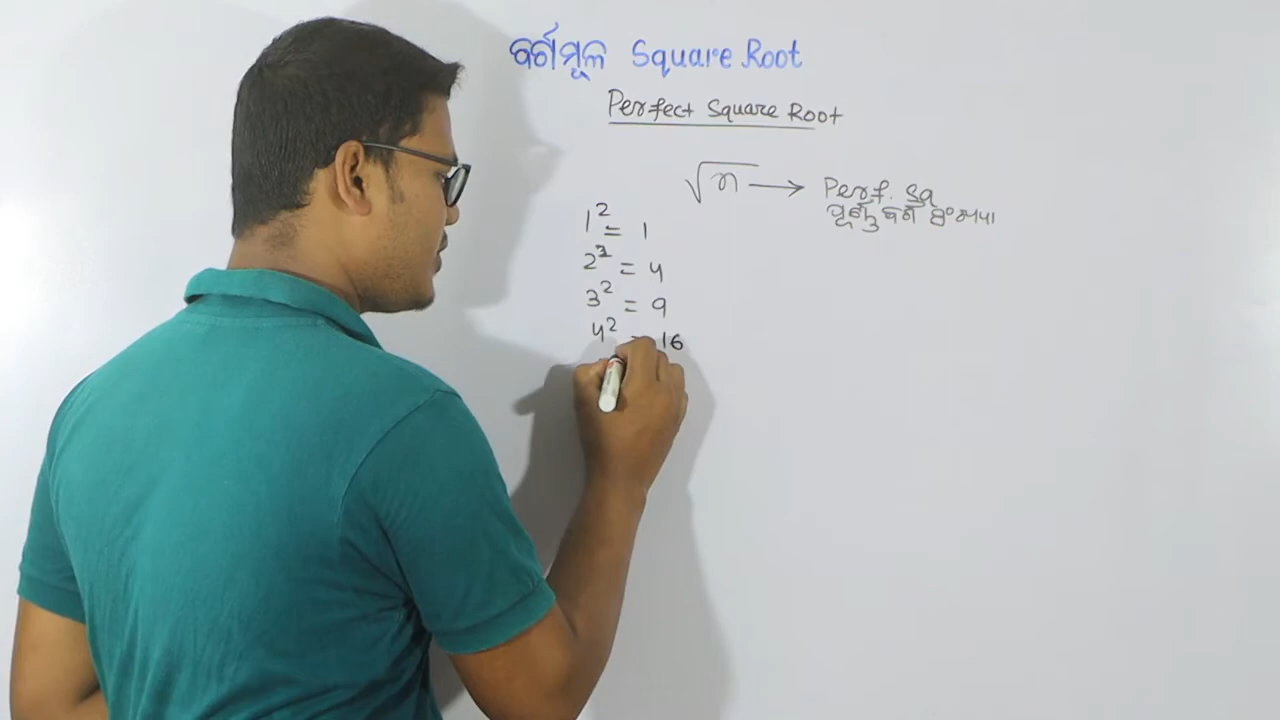 ବର୍ଗମୂଳ Square Root
Perfect Square Root
√n → Perf. Sq
ପୂର୍ଣ୍ଣ ବର୍ଗ ସଂଖ୍ୟା
1² = 1
2² = 4
3² = 9
4² = 16